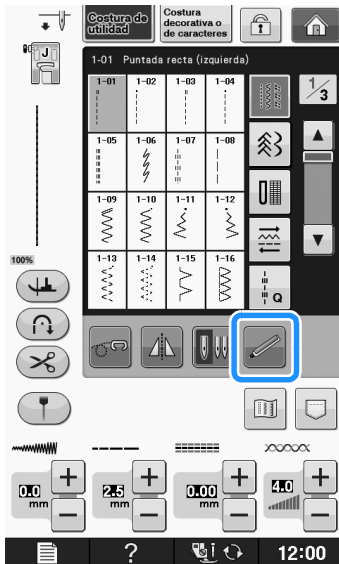 Costura de utilidad
Costura decorativa o de caracteres
J
1-01 Puntada recta (izquierda)
1/3
1-01 1-02 1-03 1-04
1-05 1-06 1-07 1-08
1-09 1-10 1-11 1-12
1-13 1-14 1-15 1-16
Q
100%
0.0 mm
2.5 mm
0.00 mm
4.0
?
12:00